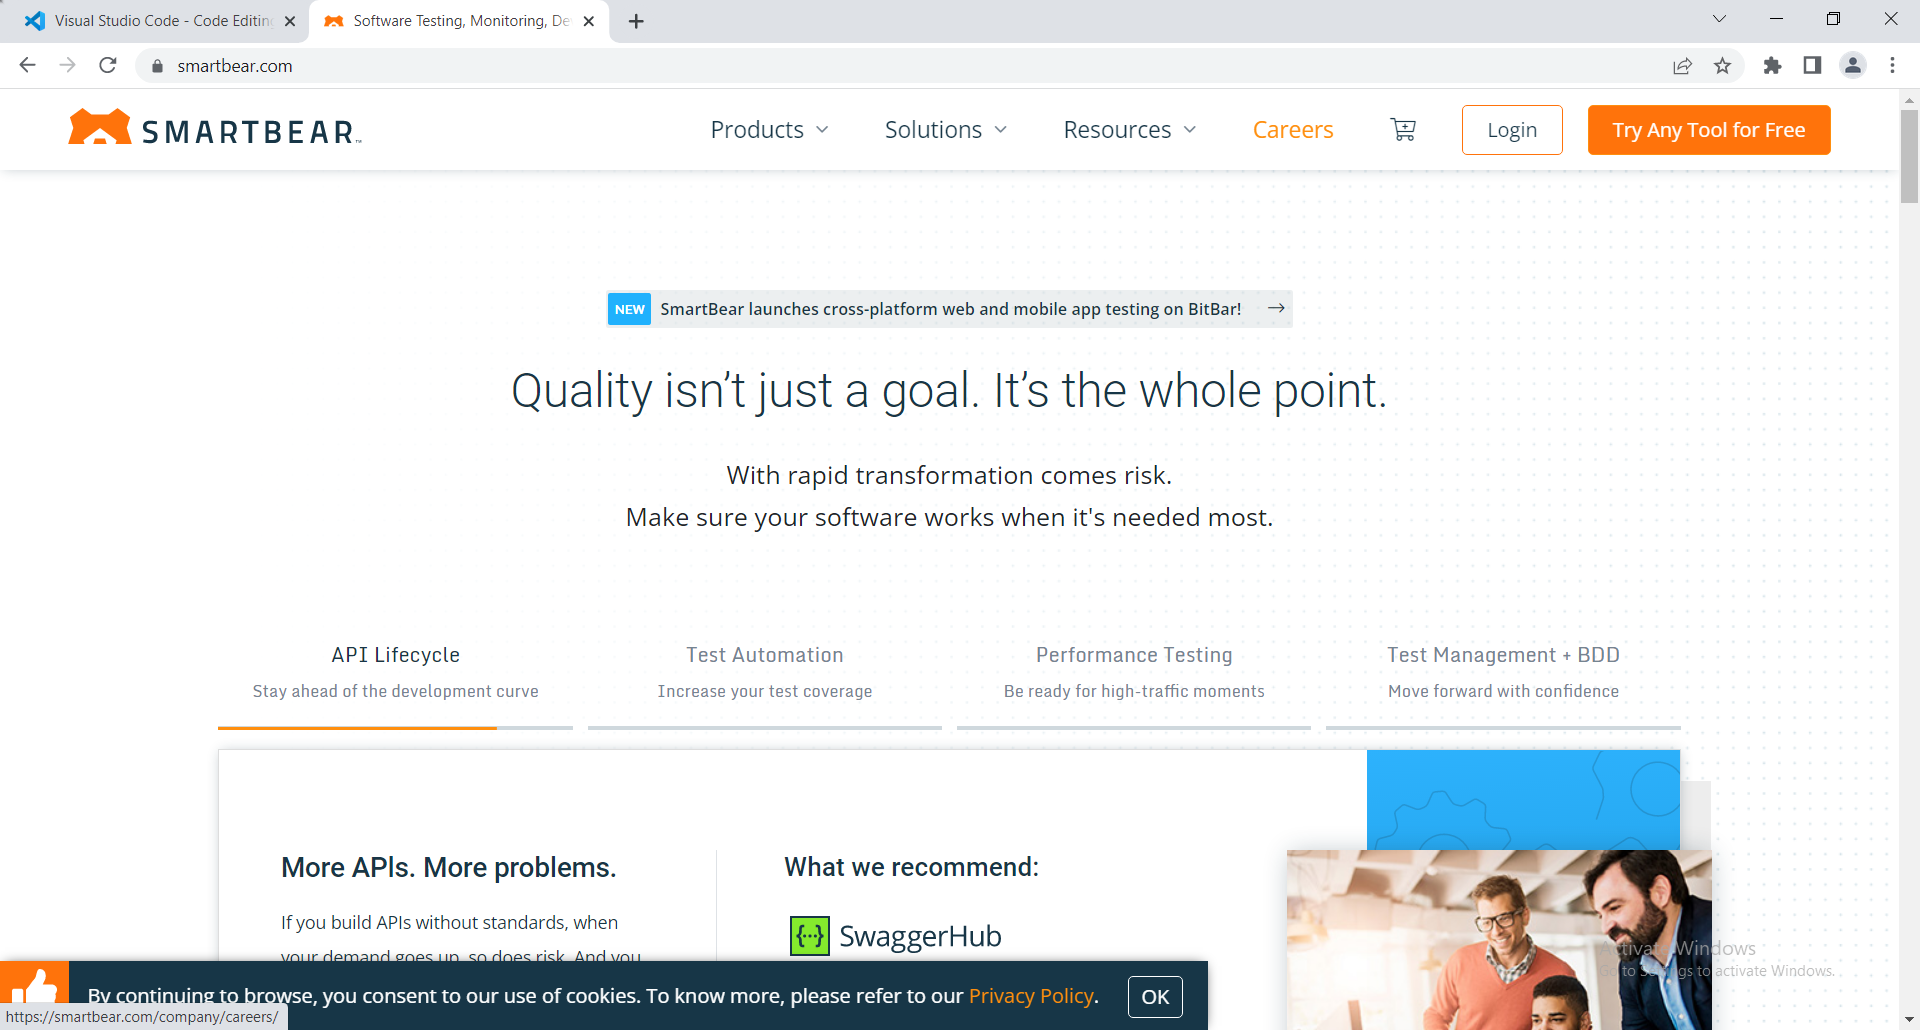 Visual Studio Code - Code Editing
Software Testing, Monitoring, De
smartbear.com
SMARTBEAR™
Products
Solutions
Resources
Careers
Login
Try Any Tool for Free
NEW SmartBear launches cross-platform web and mobile app testing on BitBar! →
Quality isn’t just a goal. It’s the whole point.
With rapid transformation comes risk.
Make sure your software works when it's needed most.
API Lifecycle
Stay ahead of the development curve
Test Automation
Increase your test coverage
Performance Testing
Be ready for high-traffic moments
Test Management + BDD
Move forward with confidence
More APIs. More problems.
If you build APIs without standards, when
your demand goes up, so does risk. And you
What we recommend:
{···} SwaggerHub
Activate Windows
Go to Settings to activate Windows.
By continuing to browse, you consent to our use of cookies. To know more, please refer to our Privacy Policy.
OK
https://smartbear.com/company/careers/